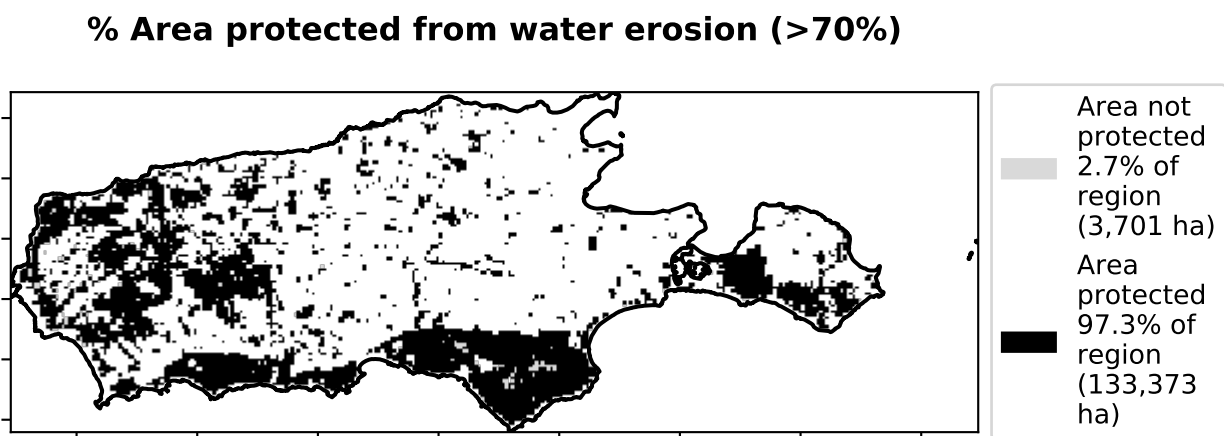 % Area protected from water erosion (>70%)
Area not
protected
2.7% of
region
(3,701 ha)
Area
protected
97.3% of
region
(133,373
ha)